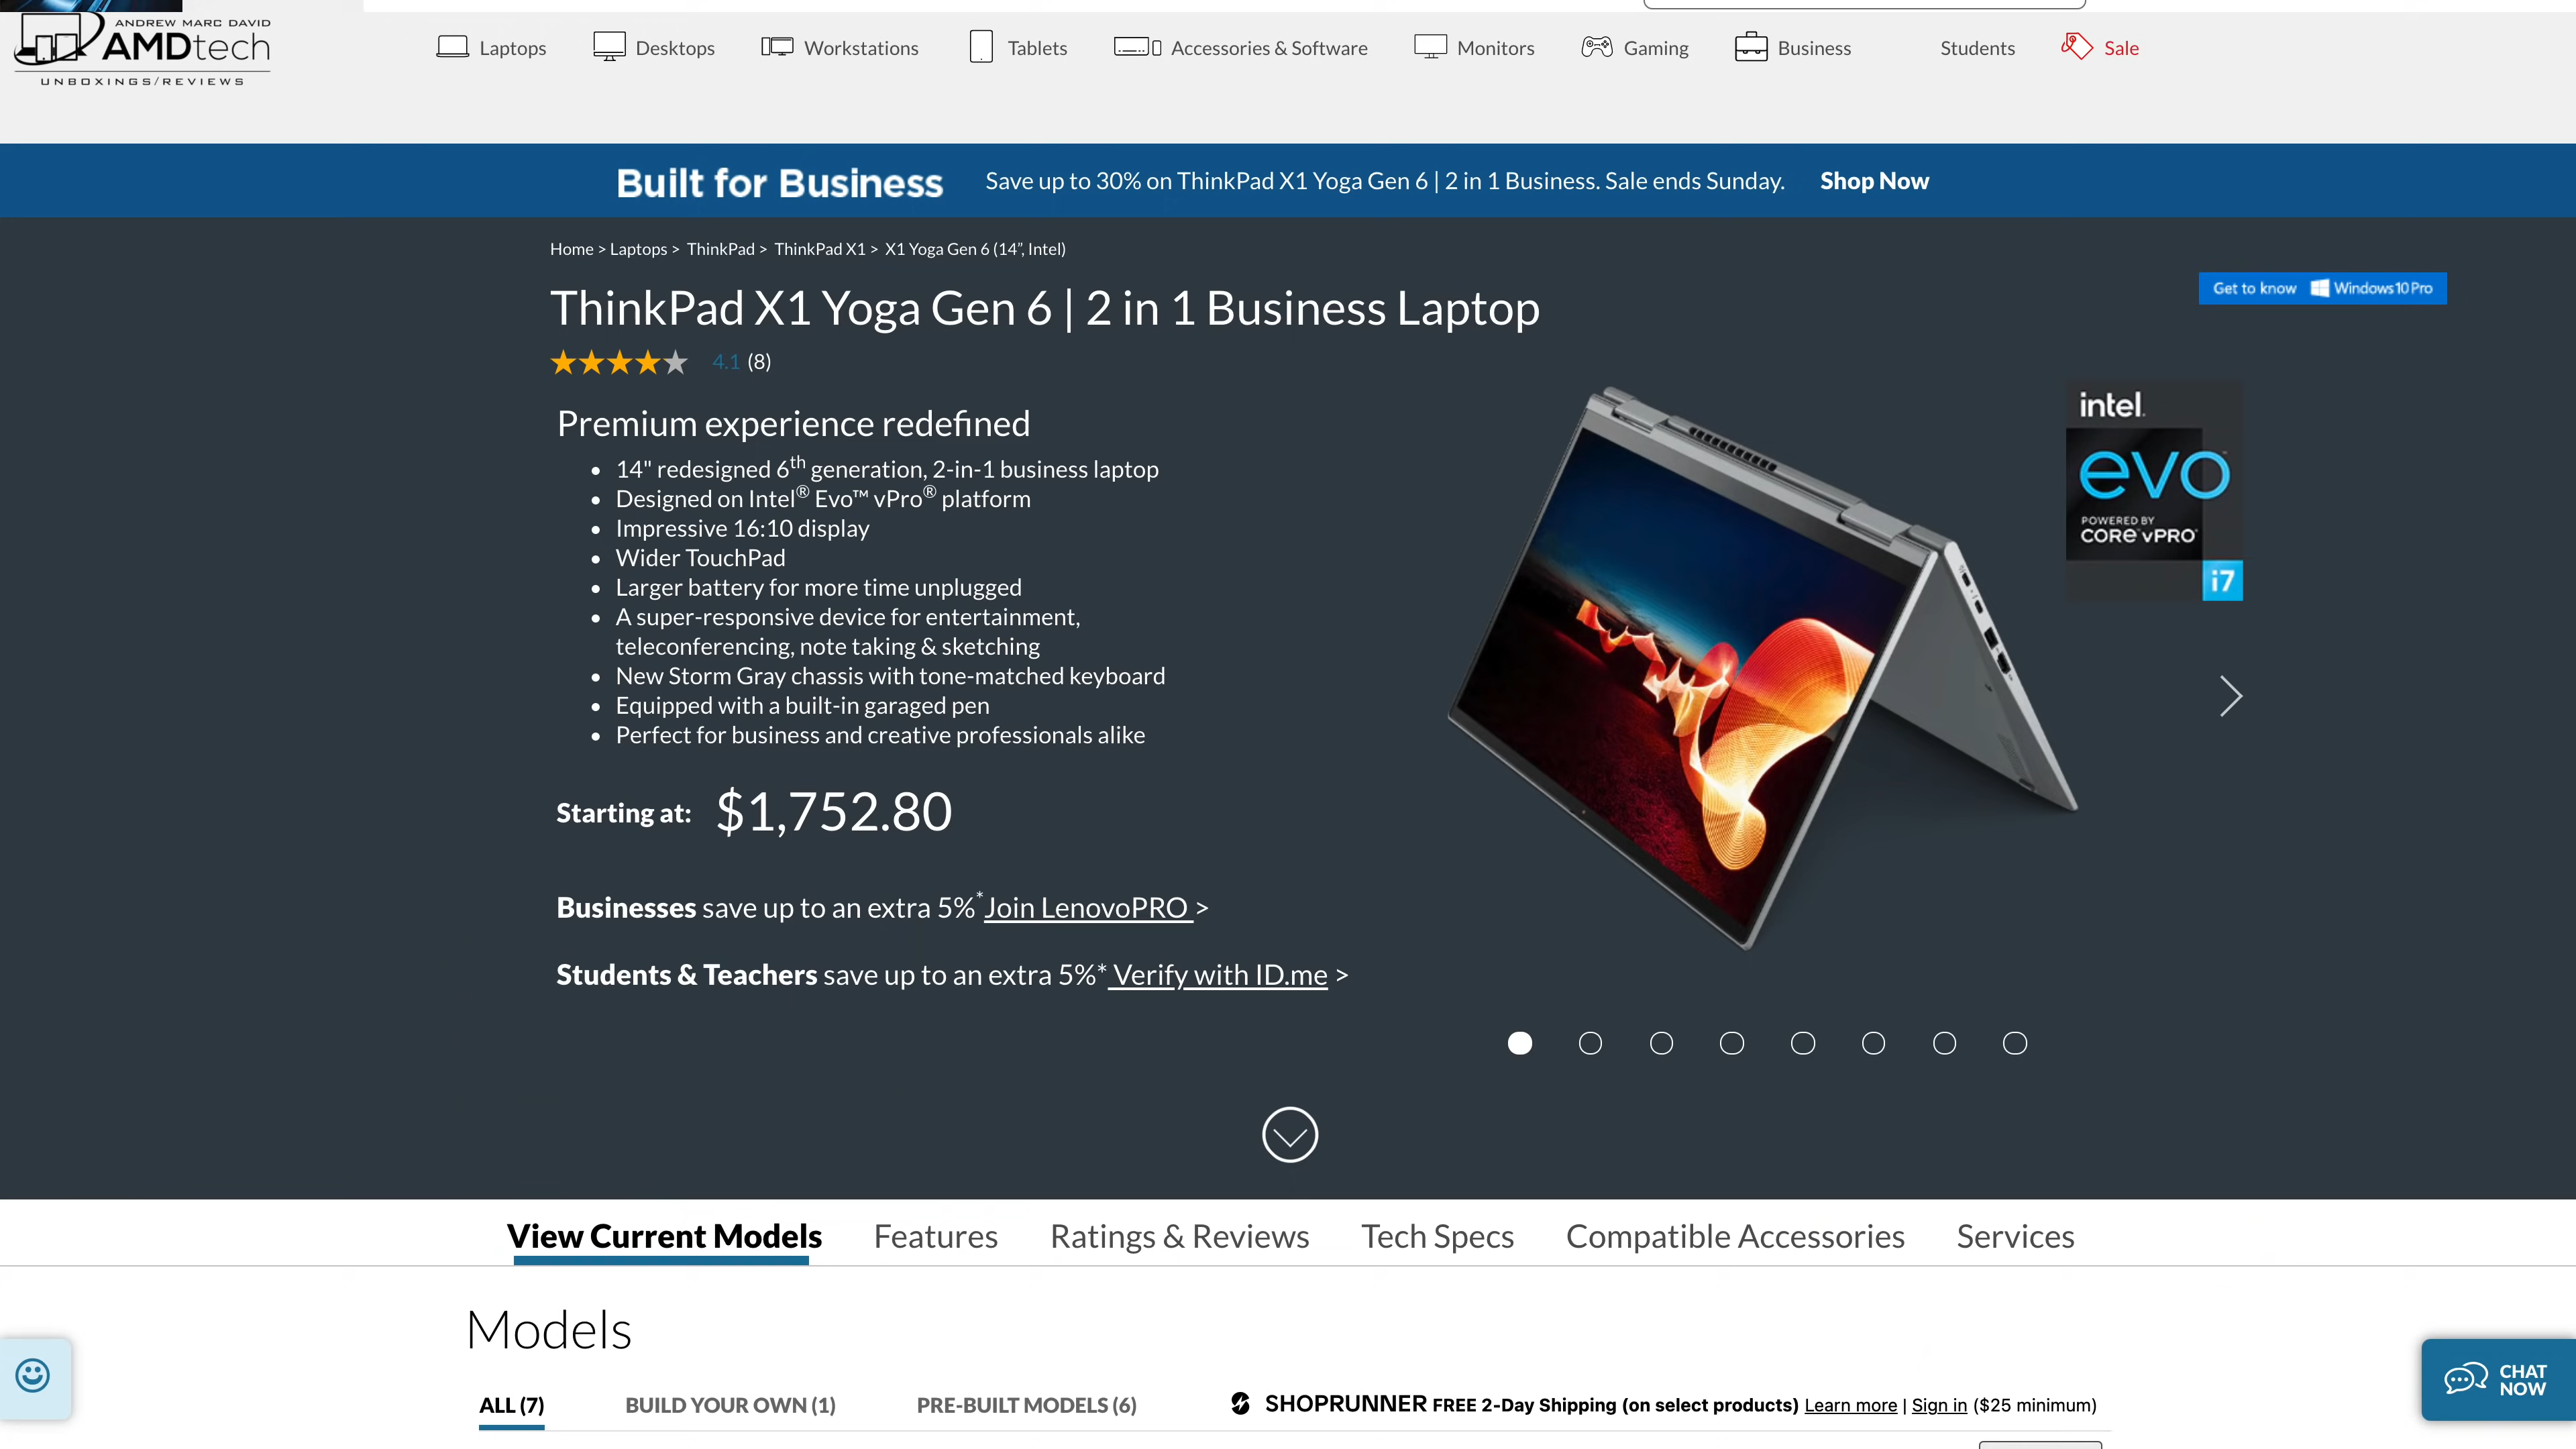 ANDREW MARC DAVID
AMDtech
UNBOXINGS/REVIEWS
Laptops
Desktops
Workstations
Tablets
Accessories & Software
Monitors
Gaming
Business
Students
Sale
Built for Business Save up to 30% on ThinkPad X1 Yoga Gen 6 | 2 in 1 Business. Sale ends Sunday. Shop Now
Home > Laptops > ThinkPad > ThinkPad X1 > X1 Yoga Gen 6 (14", Intel)
Get to know Windows10 Pro
ThinkPad X1 Yoga Gen 6 | 2 in 1 Business Laptop
4.1 (8)
Premium experience redefined
• 14" redesigned 6th generation, 2-in-1 business laptop
• Designed on Intel® Evo™ vPro® platform
• Impressive 16:10 display
• Wider TouchPad
• Larger battery for more time unplugged
• A super-responsive device for entertainment,
teleconferencing, note taking & sketching
• New Storm Gray chassis with tone-matched keyboard
• Equipped with a built-in garaged pen
• Perfect for business and creative professionals alike
intel.
evo
POWERED BY
CORE™ vPRO®
i7
Starting at: $1,752.80
Businesses save up to an extra 5%* Join LenovoPRO >
Students & Teachers save up to an extra 5%* Verify with ID.me >
View Current Models
Features
Ratings & Reviews
Tech Specs
Compatible Accessories
Services
Models
ALL (7)
BUILD YOUR OWN (1)
PRE-BUILT MODELS (6)
SHOPRUNNER FREE 2-Day Shipping (on select products) Learn more | Sign in ($25 minimum)
CHAT
NOW